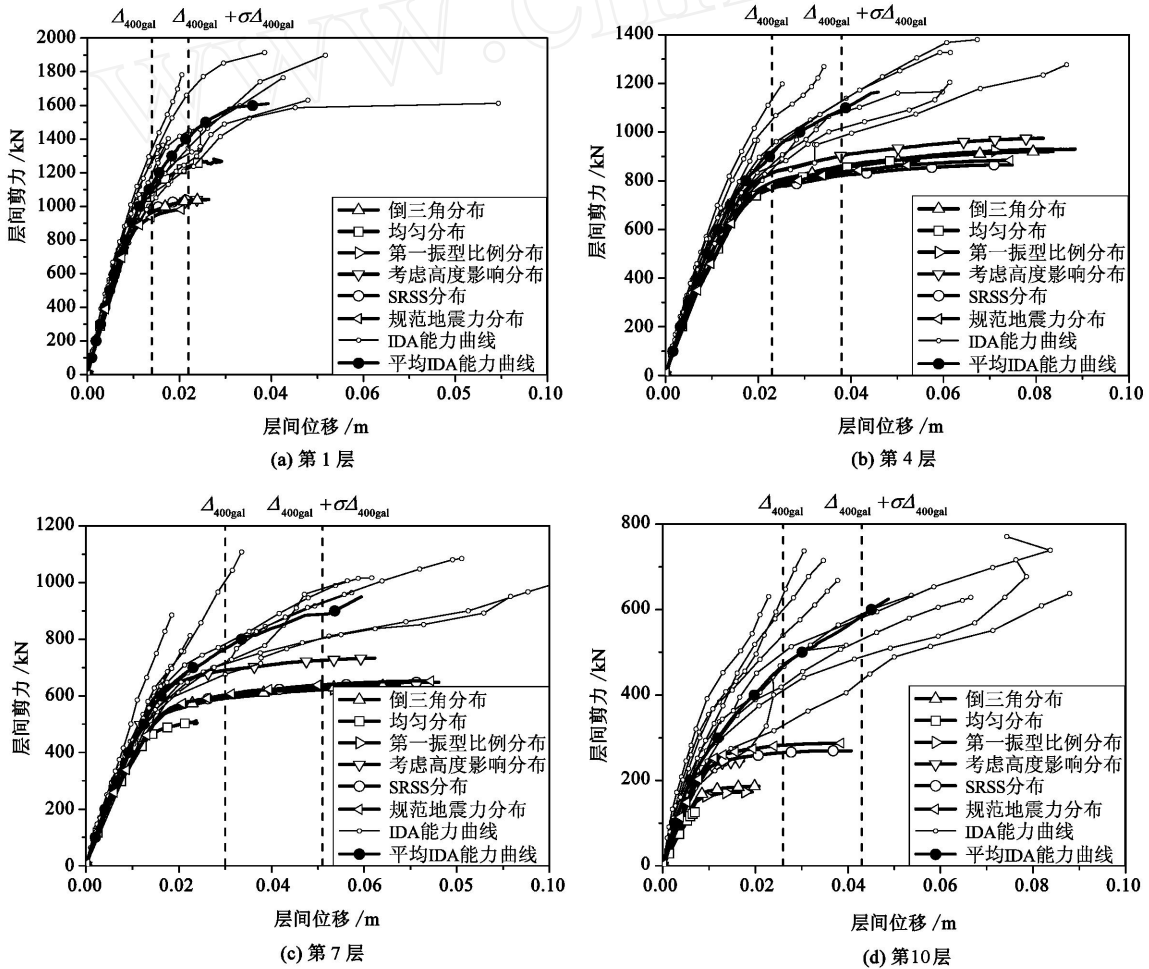 www.cn
Δ400gal Δ400gal + σΔ400gal
2000
1800
1600
1400
1200
1000
800
600
400
200
0
层间剪力 /kN
倒三角分布
均匀分布
第一振型比例分布
考虑高度影响分布
SRSS分布
规范地震力分布
IDA能力曲线
平均IDA能力曲线
0.00 0.02 0.04 0.06 0.08 0.10
层间位移 /m
(a) 第1层
Δ400gal Δ400gal + σΔ400gal
1400
1200
1000
800
600
400
200
0
层间剪力 /kN
倒三角分布
均匀分布
第一振型比例分布
考虑高度影响分布
SRSS分布
规范地震力分布
IDA能力曲线
平均IDA能力曲线
0.00 0.02 0.04 0.06 0.08 0.10
层间位移 /m
(b) 第4层
Δ400gal Δ400gal + σΔ400gal
1200
1000
800
600
400
200
0
层间剪力 /kN
倒三角分布
均匀分布
第一振型比例分布
考虑高度影响分布
SRSS分布
规范地震力分布
IDA能力曲线
平均IDA能力曲线
0.00 0.02 0.04 0.06 0.05 0.10
层间位移 /m
(c) 第7层
Δ400gal Δ400gal + σΔ400gal
800
600
400
200
0
层间剪力 /kN
倒三角分布
均匀分布
第一振型比例分布
考虑高度影响分布
SRSS分布
规范地震力分布
IDA能力曲线
平均IDA能力曲线
0.00 0.02 0.04 0.06 0.08 0.10
层间位移 /m
(d) 第10层